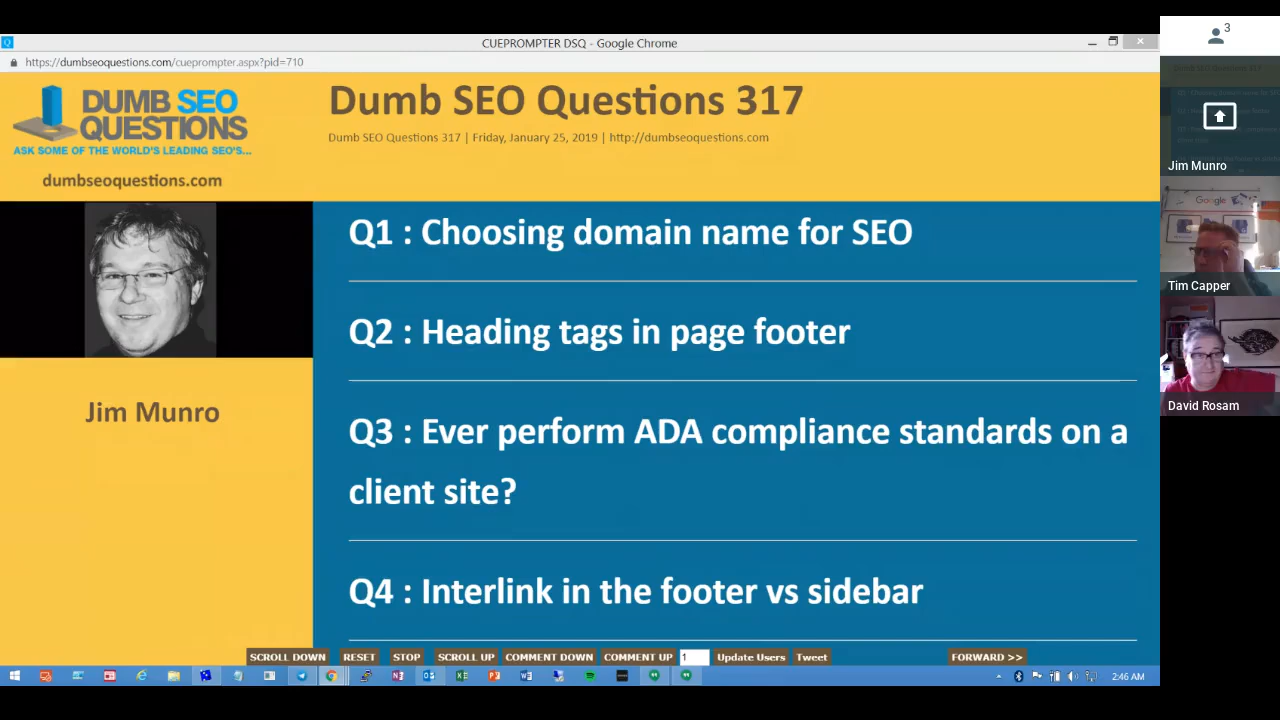 CUEPROMPTER DSQ - Google Chrome
https://dumbseoquestions.com/cueprompter.aspx?pid=710
DUMB SEO
QUESTIONS
ASK SOME OF THE WORLD'S LEADING SEO'S...
dumbseoquestions.com
Dumb SEO Questions 317
Dumb SEO Questions 317 | Friday, January 25, 2019 | http://dumbseoquestions.com
Jim Munro
Q1 : Choosing domain name for SEO
Q2 : Heading tags in page footer
Q3 : Ever perform ADA compliance standards on a
client site?
Q4 : Interlink in the footer vs sidebar
SCROLL DOWN RESET STOP SCROLL UP COMMENT DOWN COMMENT UP 1 Update Users Tweet FORWARD >>
2:46 AM
3
Jim Munro
Google
Tim Capper
David Rosam